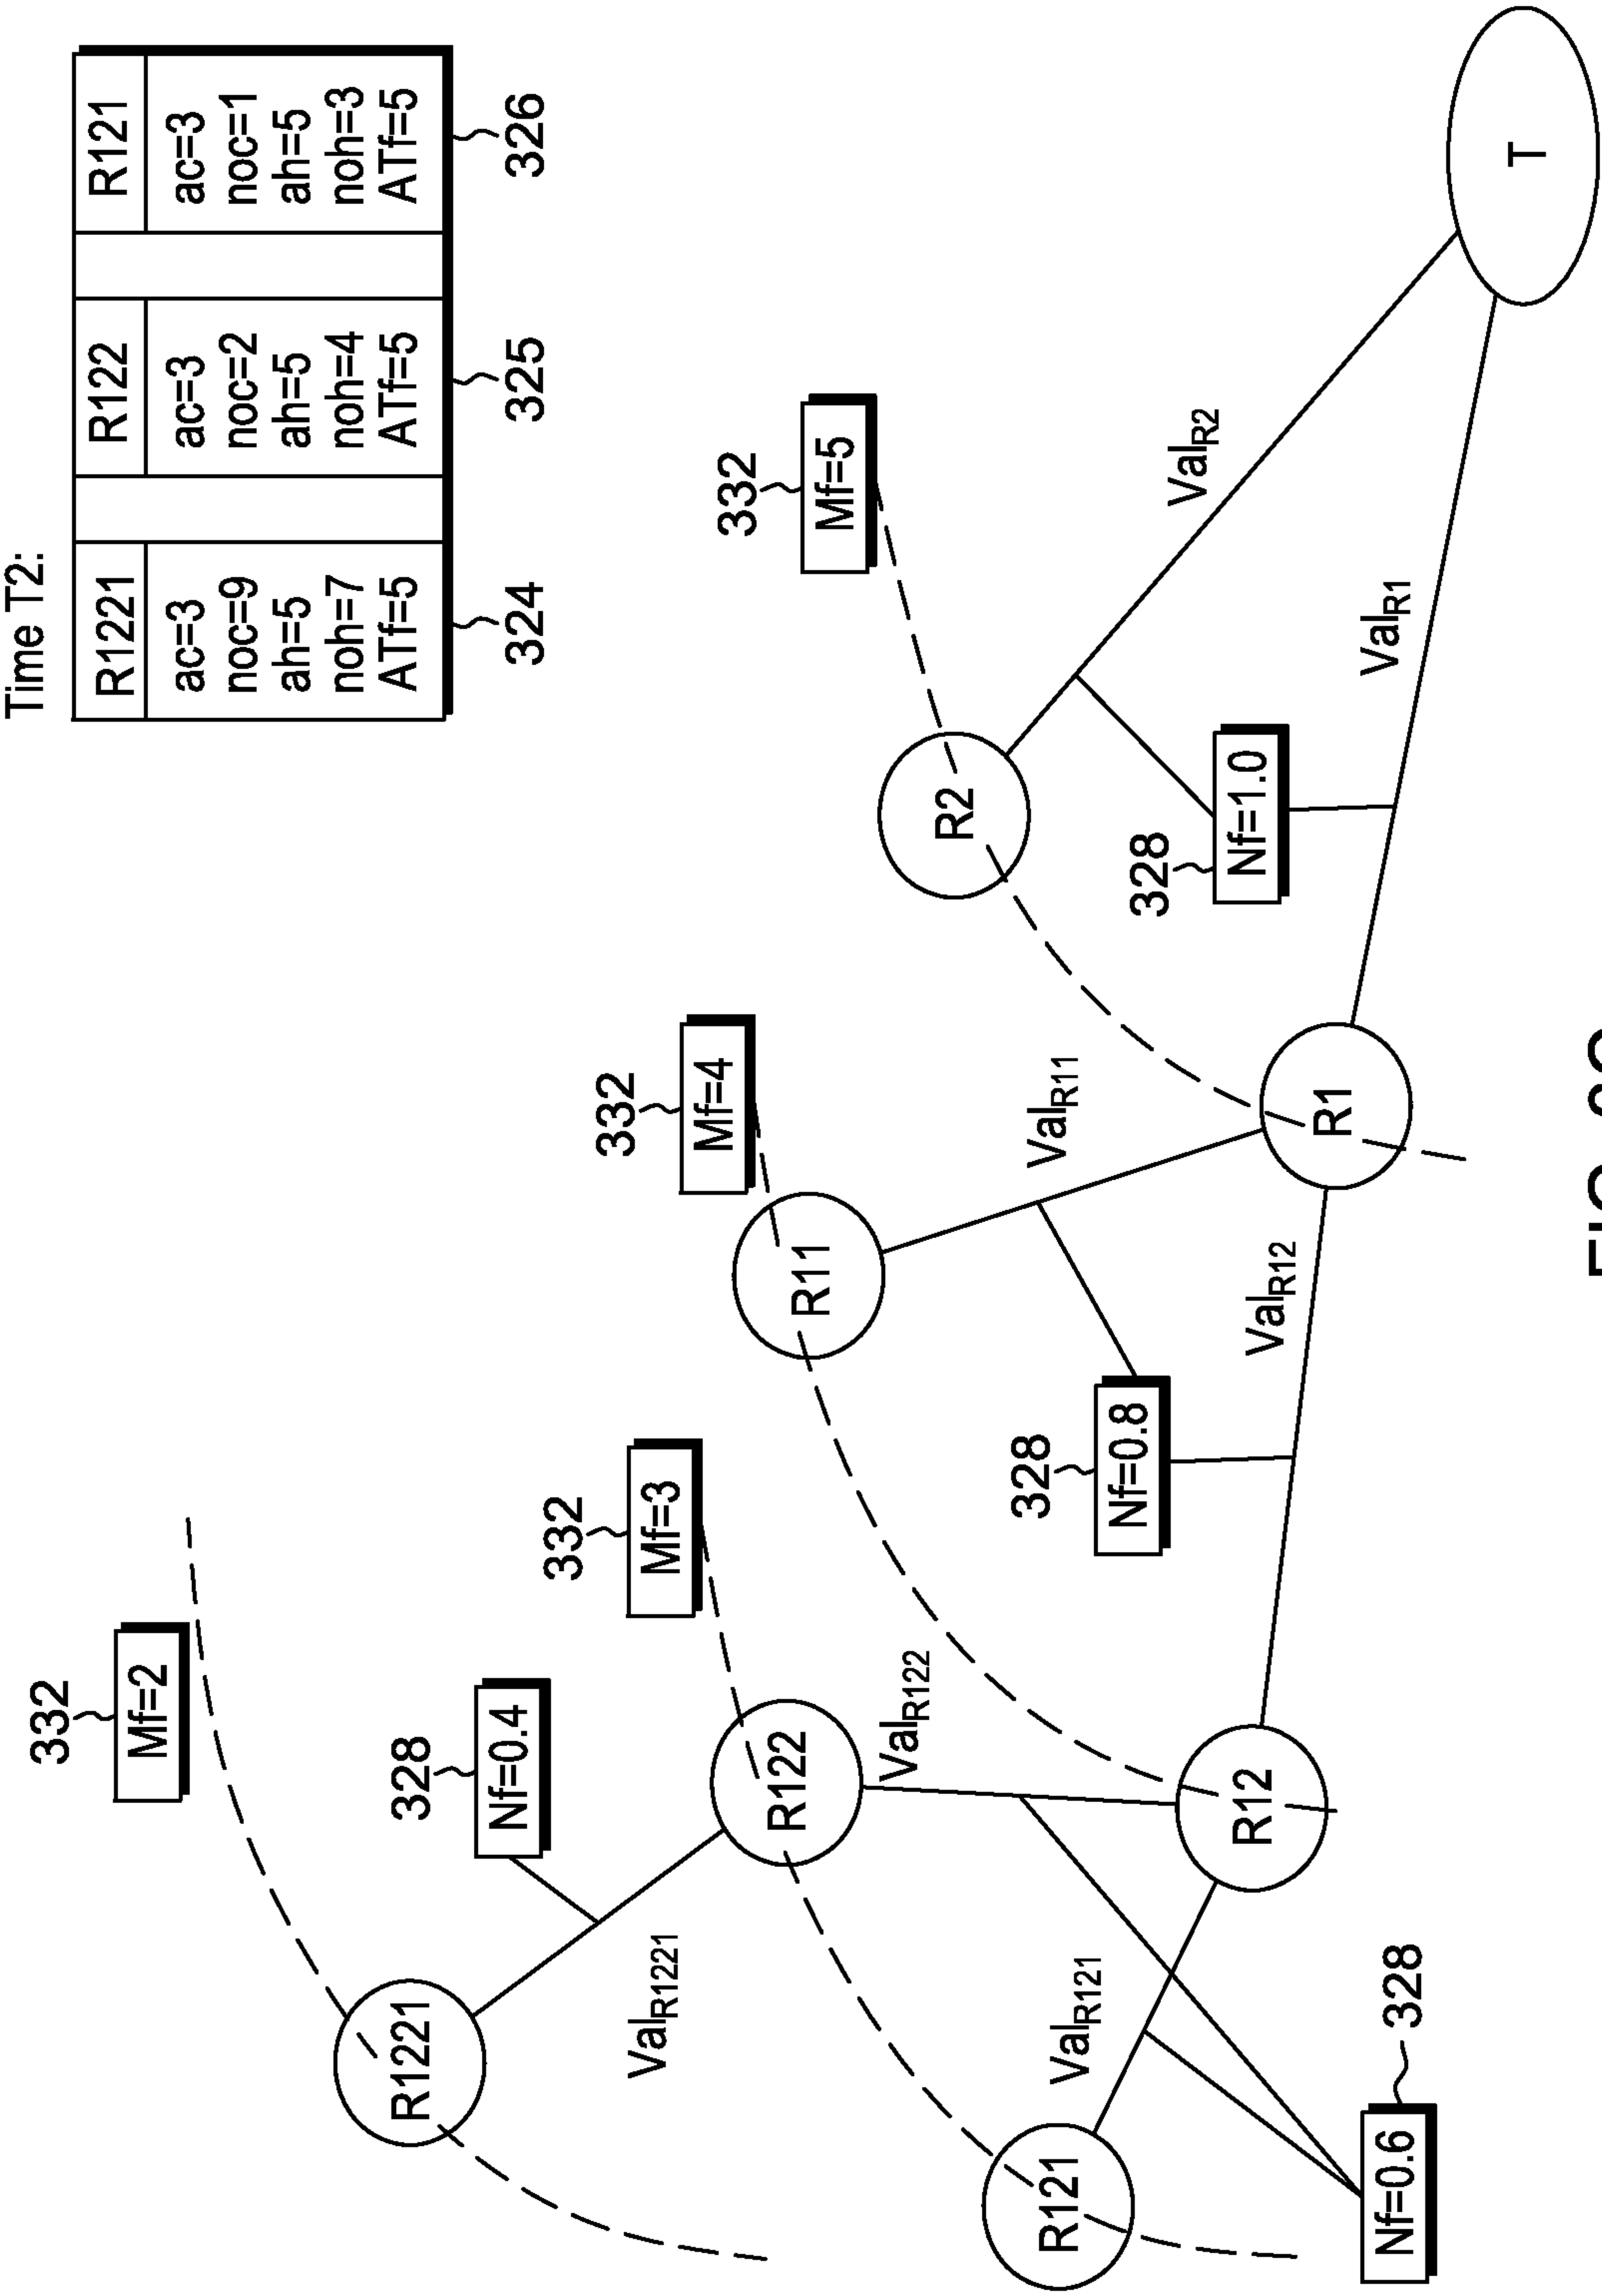 Time T2:
R1221
ac=3
noc=9
ah=5
noh=7
ATf=5
324
R122
ac=3
noc=2
ah=5
noh=4
ATf=5
325
R121
ac=3
noc=1
ah=5
noh=3
ATf=5
326
332
Mf=2
328
Nf=0.4
332
Mf=3
332
Mf=4
332
Mf=5
R1221
ValR1221
R122
ValR122
R11
ValR11
R2
ValR2
328
Nf=0.8
328
Nf=1.0
R121
ValR121
R12
ValR12
R1
ValR1
T
Nf=0.6
328